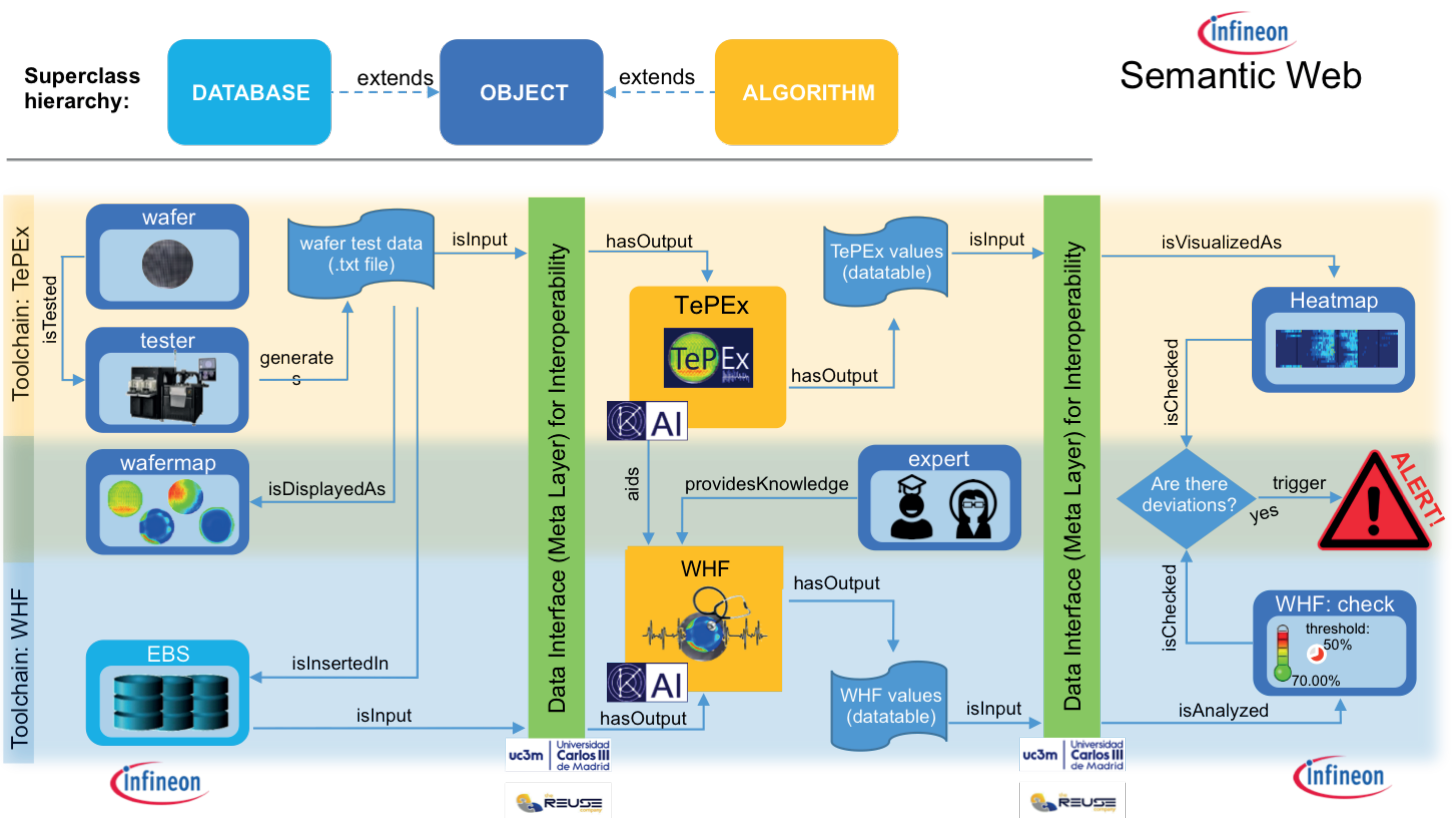 infineon
Semantic Web
Superclass
hierarchy:
DATABASE
extends
OBJECT
extends
ALGORITHM
Toolchain: TePEx
wafer
isTested
tester
generate
s
wafer test data
(.txt file)
isInput
Data Interface (Meta Layer) for Interoperability
hasOutput
TePEx
TePEx
AI
hasOutput
TePEx values
(datatable)
isInput
Data Interface (Meta Layer) for Interoperability
isVisualizedAs
Heatmap
isChecked
wafermap
isDisplayedAs
aids
providesKnowledge
expert
Are there
deviations?
trigger
yes
ALERT!
Toolchain: WHF
EBS
isInsertedIn
isInput
hasOutput
WHF
AI
hasOutput
WHF values
(datatable)
isInput
isAnalyzed
isChecked
WHF: check
threshold:
50%
70.00%
infineon
uc3m
Universidad
Carlos III
de Madrid
the
REUSE
company
uc3m
Universidad
Carlos III
de Madrid
the
REUSE
company
infineon